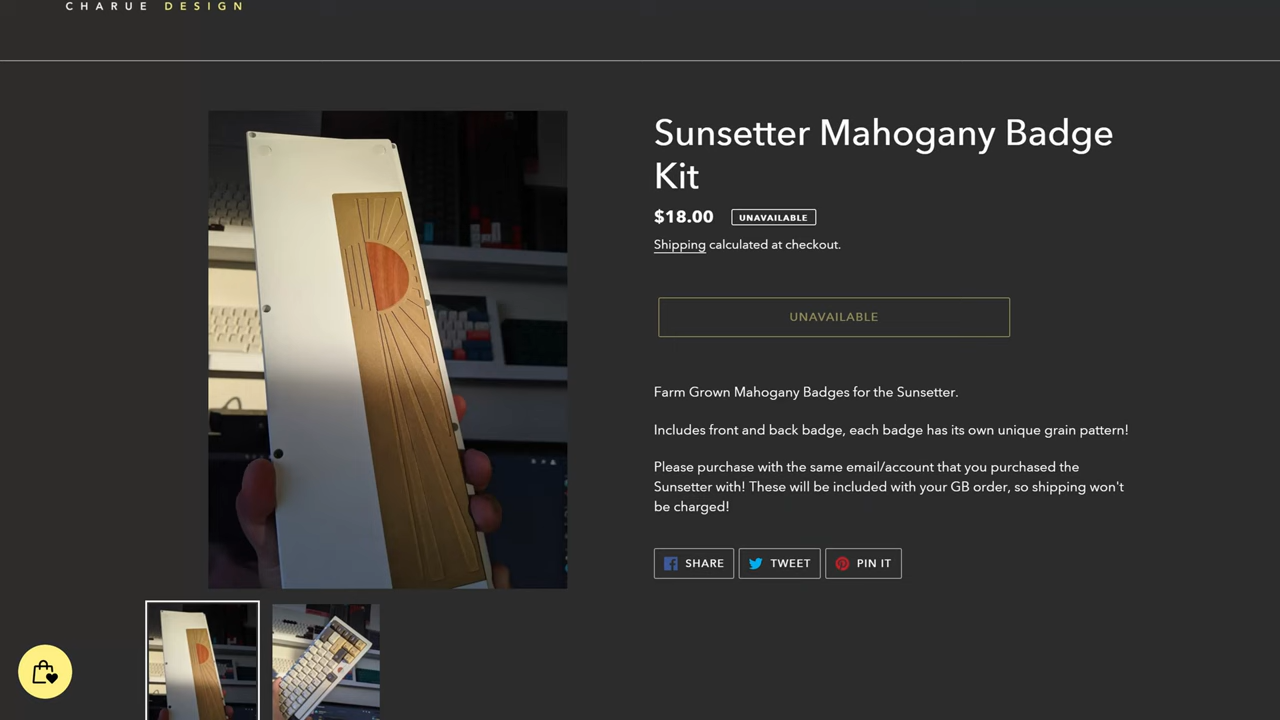 CHARUE DESIGN
Sunsetter Mahogany Badge
Kit
$18.00 UNAVAILABLE
Shipping calculated at checkout.
UNAVAILABLE
Farm Grown Mahogany Badges for the Sunsetter.
Includes front and back badge, each badge has its own unique grain pattern!
Please purchase with the same email/account that you purchased the
Sunsetter with! These will be included with your GB order, so shipping won't
be charged!
SHARE TWEET PIN IT